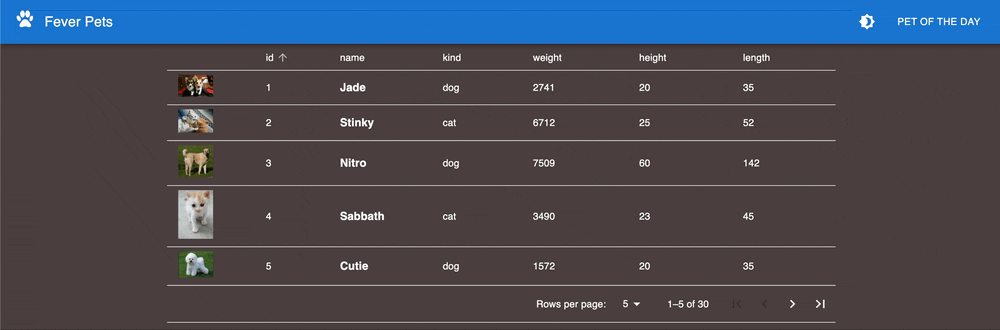 Fever Pets PET OF THE DAY
id name kind weight height length
1 Jade dog 2741 20 35
2 Stinky cat 6712 25 52
3 Nitro dog 7509 60 142
4 Sabbath cat 3490 23 45
5 Cutie dog 1572 20 35
Rows per page: 5 1–5 of 30